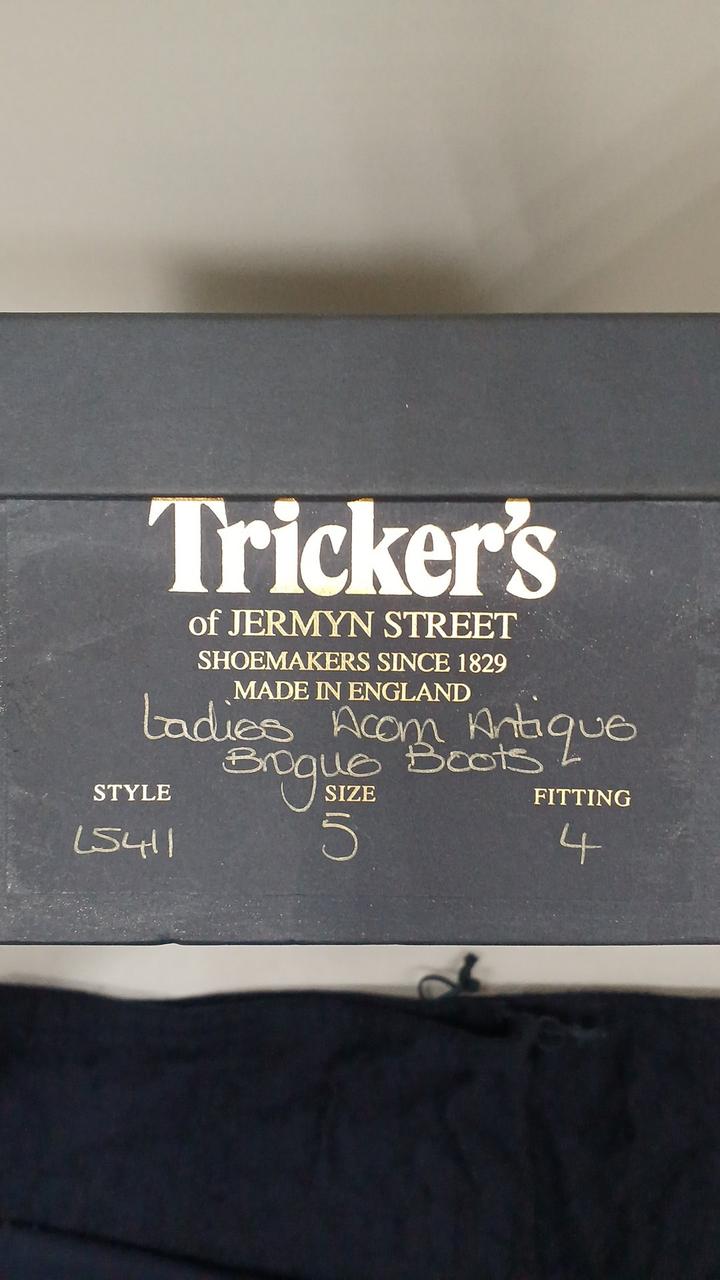 Tricker's
of JERMYN STREET
SHOEMAKERS SINCE 1829
MADE IN ENGLAND
Ladies Acorn Antique
Brogue Boots
STYLE SIZE FITTING
L5411 5 4